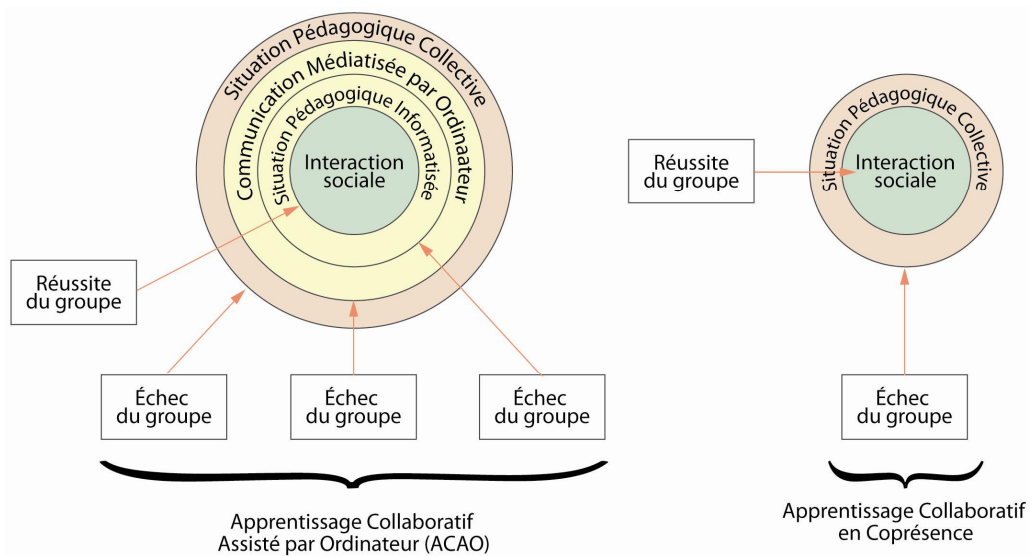 Situation Pédagogique Collective
Communication Médiatisée par Ordinaateur
Situation Pédagogique Informatisée
Interaction
sociale
Réussite
du groupe
Échec
du groupe
Échec
du groupe
Échec
du groupe
Apprentissage Collaboratif
Assisté par Ordinateur (ACAO)
Situation Pédagogique Collective
Interaction
sociale
Réussite
du groupe
Échec
du groupe
Apprentissage Collaboratif
en Coprésence